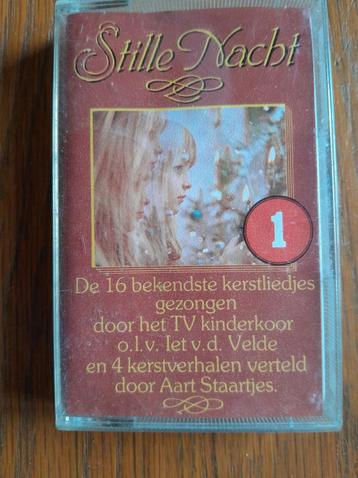 Stille Nacht
1
De 16 bekendste kerstliedjes
gezongen
door het TV kinderkoor
o.l.v. Iet v.d. Velde
en 4 kerstverhalen verteld
door Aart Staartjes.